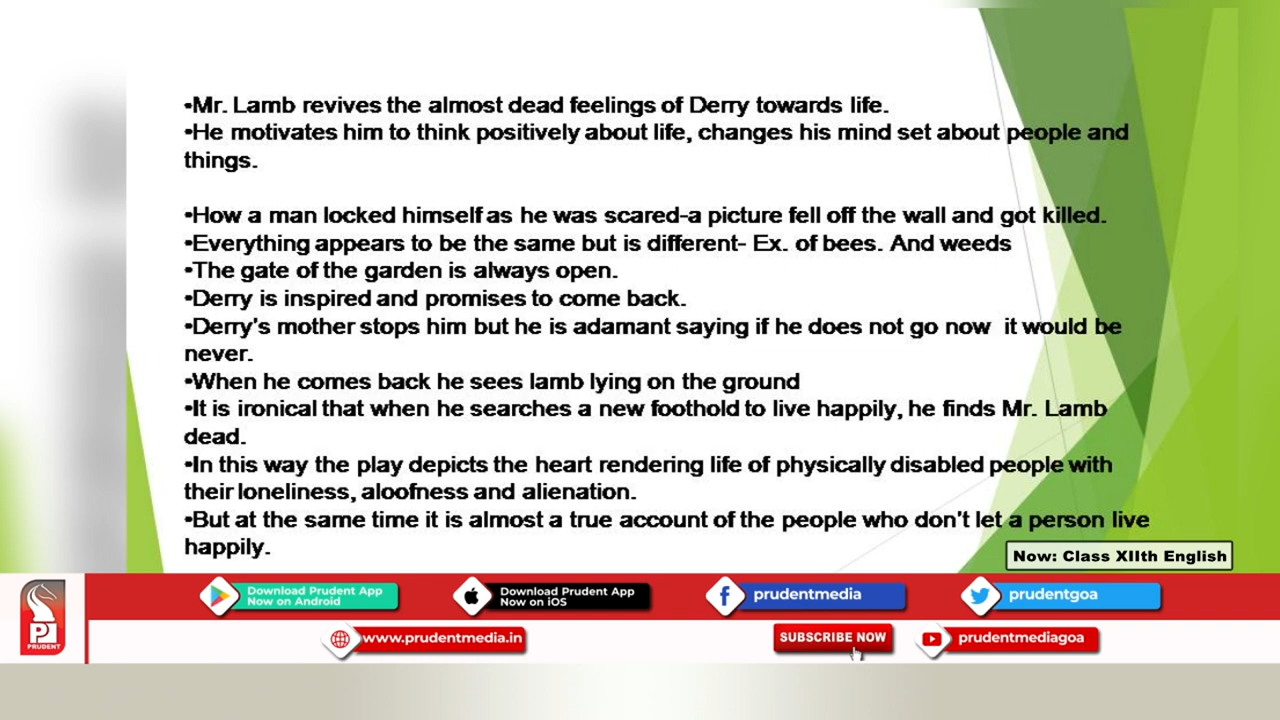 •Mr. Lamb revives the almost dead feelings of Derry towards life.
•He motivates him to think positively about life, changes his mind set about people and
things.
•How a man locked himself as he was scared-a picture fell off the wall and got killed.
•Everything appears to be the same but is different- Ex. of bees. And weeds
•The gate of the garden is always open.
•Derry is inspired and promises to come back.
•Derry's mother stops him but he is adamant saying if he does not go now it would be
never.
•When he comes back he sees lamb lying on the ground
•It is ironical that when he searches a new foothold to live happily, he finds Mr. Lamb
dead.
•In this way the play depicts the heart rendering life of physically disabled people with
their loneliness, aloofness and alienation.
•But at the same time it is almost a true account of the people who don't let a person live
happily.
Now: Class XIIth English
Download Prudent App
Now on Android
Download Prudent App
Now on iOS
prudentmedia
prudentgoa
PRUDENT
www.prudentmedia.in
SUBSCRIBE NOW
prudentmediagoa